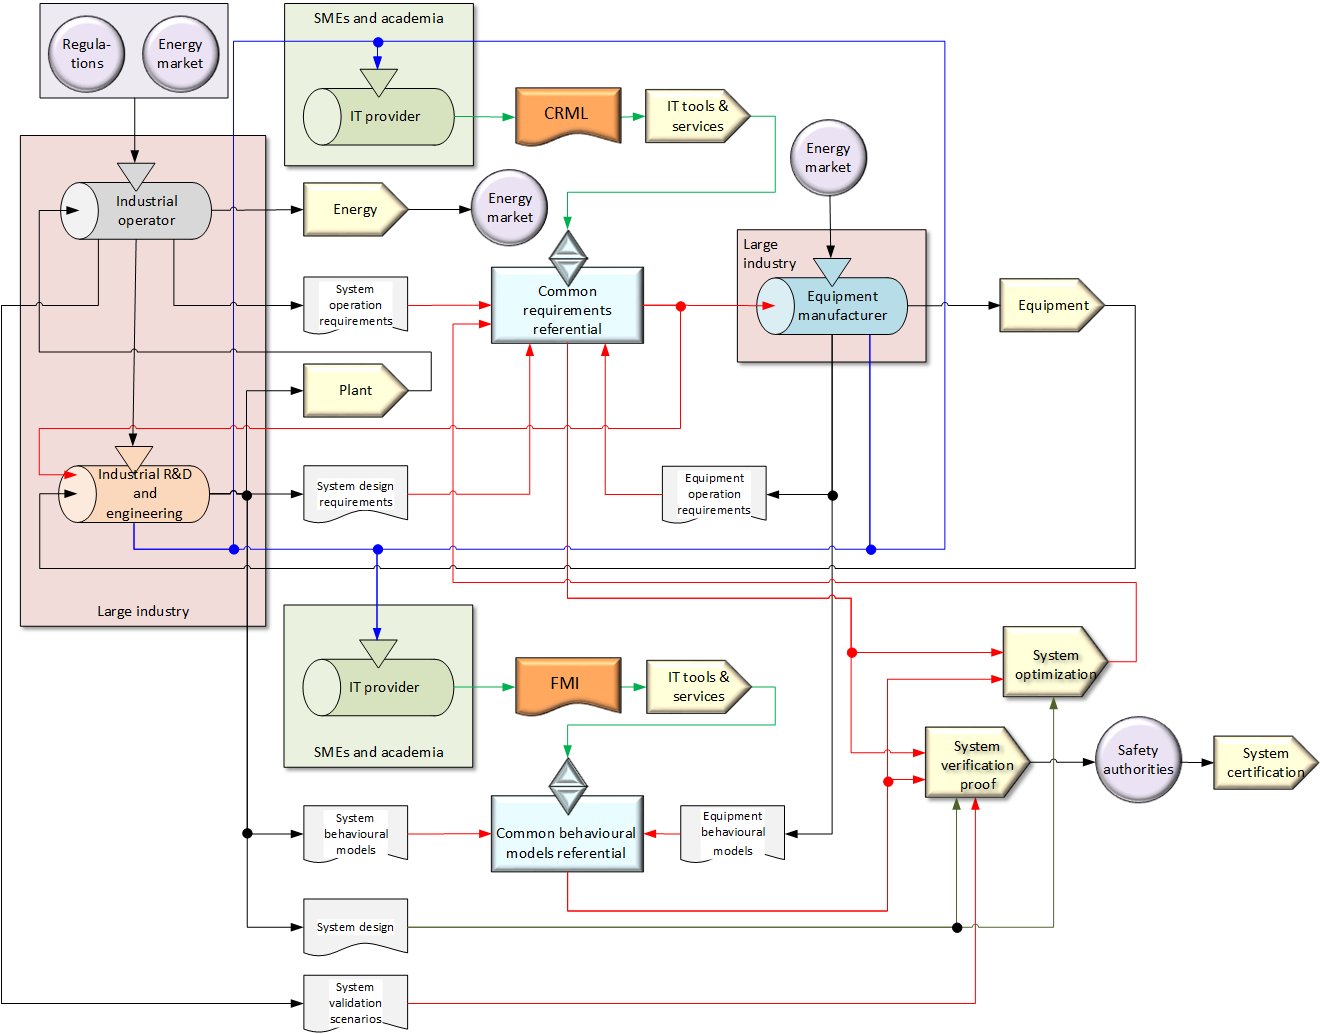 Regula-
tions
Energy
market
SMEs and academia
IT provider
CRML
IT tools &
services
Energy
market
Industrial
operator
Energy
Energy
market
Large
industry
Equipment
manufacturer
Equipment
System
operation
requirements
Common
requirements
referential
Plant
Industrial R&D
and
engineering
System design
requirements
Equipment
operation
requirements
Large industry
IT provider
SMEs and academia
FMI
IT tools &
services
System
optimization
System
verification
proof
Safety
authorities
System
certification
System
behavioural
models
Common behavioural
models referential
Equipment
behavioural
models
System design
System
validation
scenarios